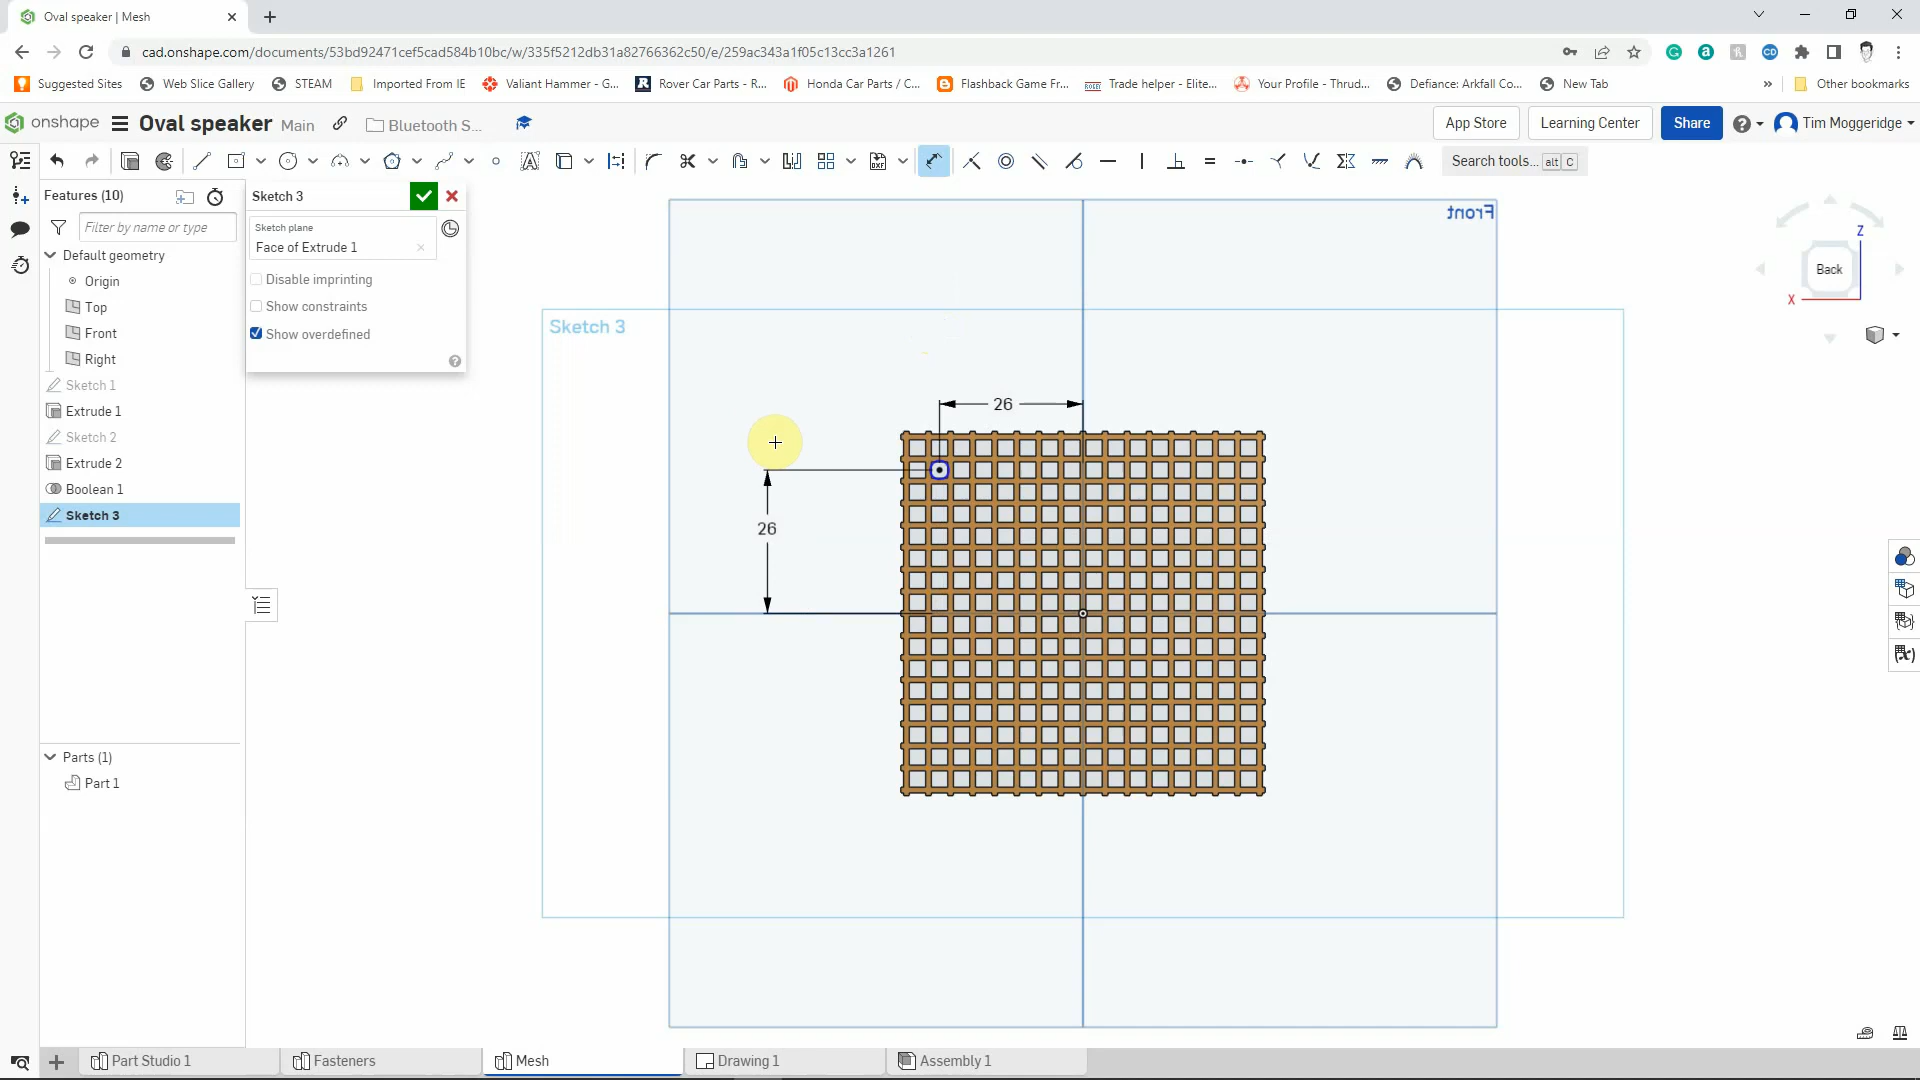 Oval speaker | Mesh
cad.onshape.com/documents/53bd92471cef5cad584b10bc/w/335f5212db31a82766362c50/e/259ac343a1f05c13cc3a1261
Suggested Sites
Web Slice Gallery
STEAM
Imported From IE
Valiant Hammer - G...
Rover Car Parts - R...
Honda Car Parts / C...
Flashback Game Fr...
Trade helper - Elite...
Your Profile - Thrud...
Defiance: Arkfall Co...
New Tab
»
Other bookmarks
onshape
Oval speaker
Main
Bluetooth S...
App Store
Learning Center
Share
Tim Moggeridge
Search tools...
alt C
Features (10)
Filter by name or type
Default geometry
Origin
Top
Front
Right
Sketch 1
Extrude 1
Sketch 2
Extrude 2
Boolean 1
Sketch 3
Sketch 3
Sketch plane
Face of Extrude 1
Disable imprinting
Show constraints
Show overdefined
Sketch 3
Front
Z
Back
X
26
26
Parts (1)
Part 1
Part Studio 1
Fasteners
Mesh
Drawing 1
Assembly 1